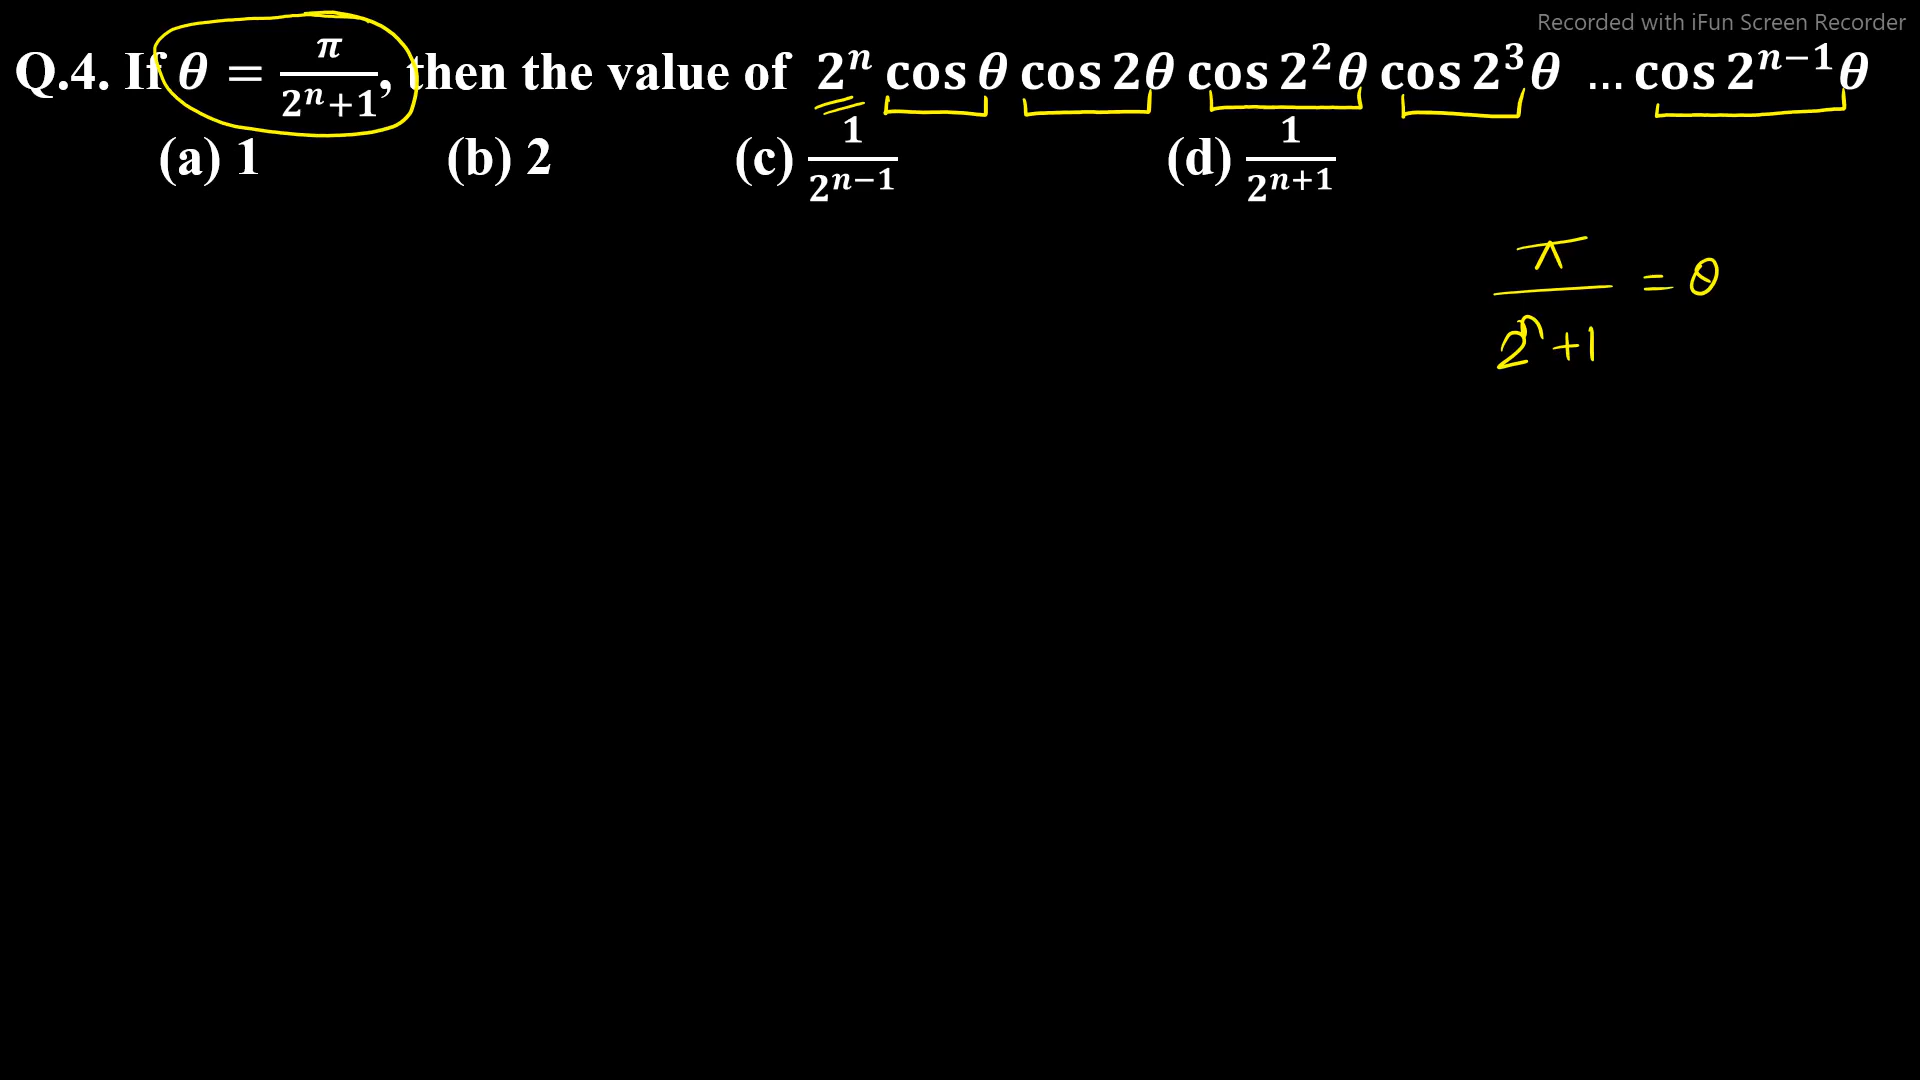 Recorded with iFun Screen Recorder
Q.4. If θ = π/(2ⁿ+1), then the value of 2ⁿ cos θ cos 2θ cos 2²θ cos 2³θ ... cos 2ⁿ⁻¹θ
(a) 1 (b) 2 (c) 1/2ⁿ⁻¹ (d) 1/2ⁿ⁺¹
π/(2ⁿ+1) = θ